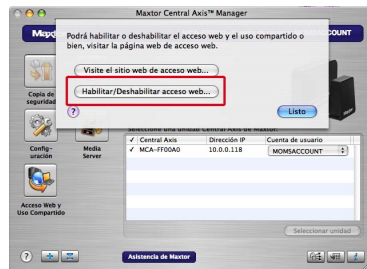 Maxtor Central Axis™ Manager
Podrá habilitar o deshabilitar el acceso web y el uso compartido o
bien, visitar la página web de acceso web.
Visite el sitio web de acceso web...
Habilitar/Deshabilitar acceso web...
?
Listo
COUNT
Copia de
seguridad
Config-
uración
Media
Server
Acceso Web y
Uso Compartido
Seleccione una unidad Central Axis de Maxtor:
✓ Central Axis Dirección IP Cuenta de usuario
✓ MCA-FF00A0 10.0.0.118 MOMSACCOUNT
Seleccionar unidad
?
Asistencia de Maxtor